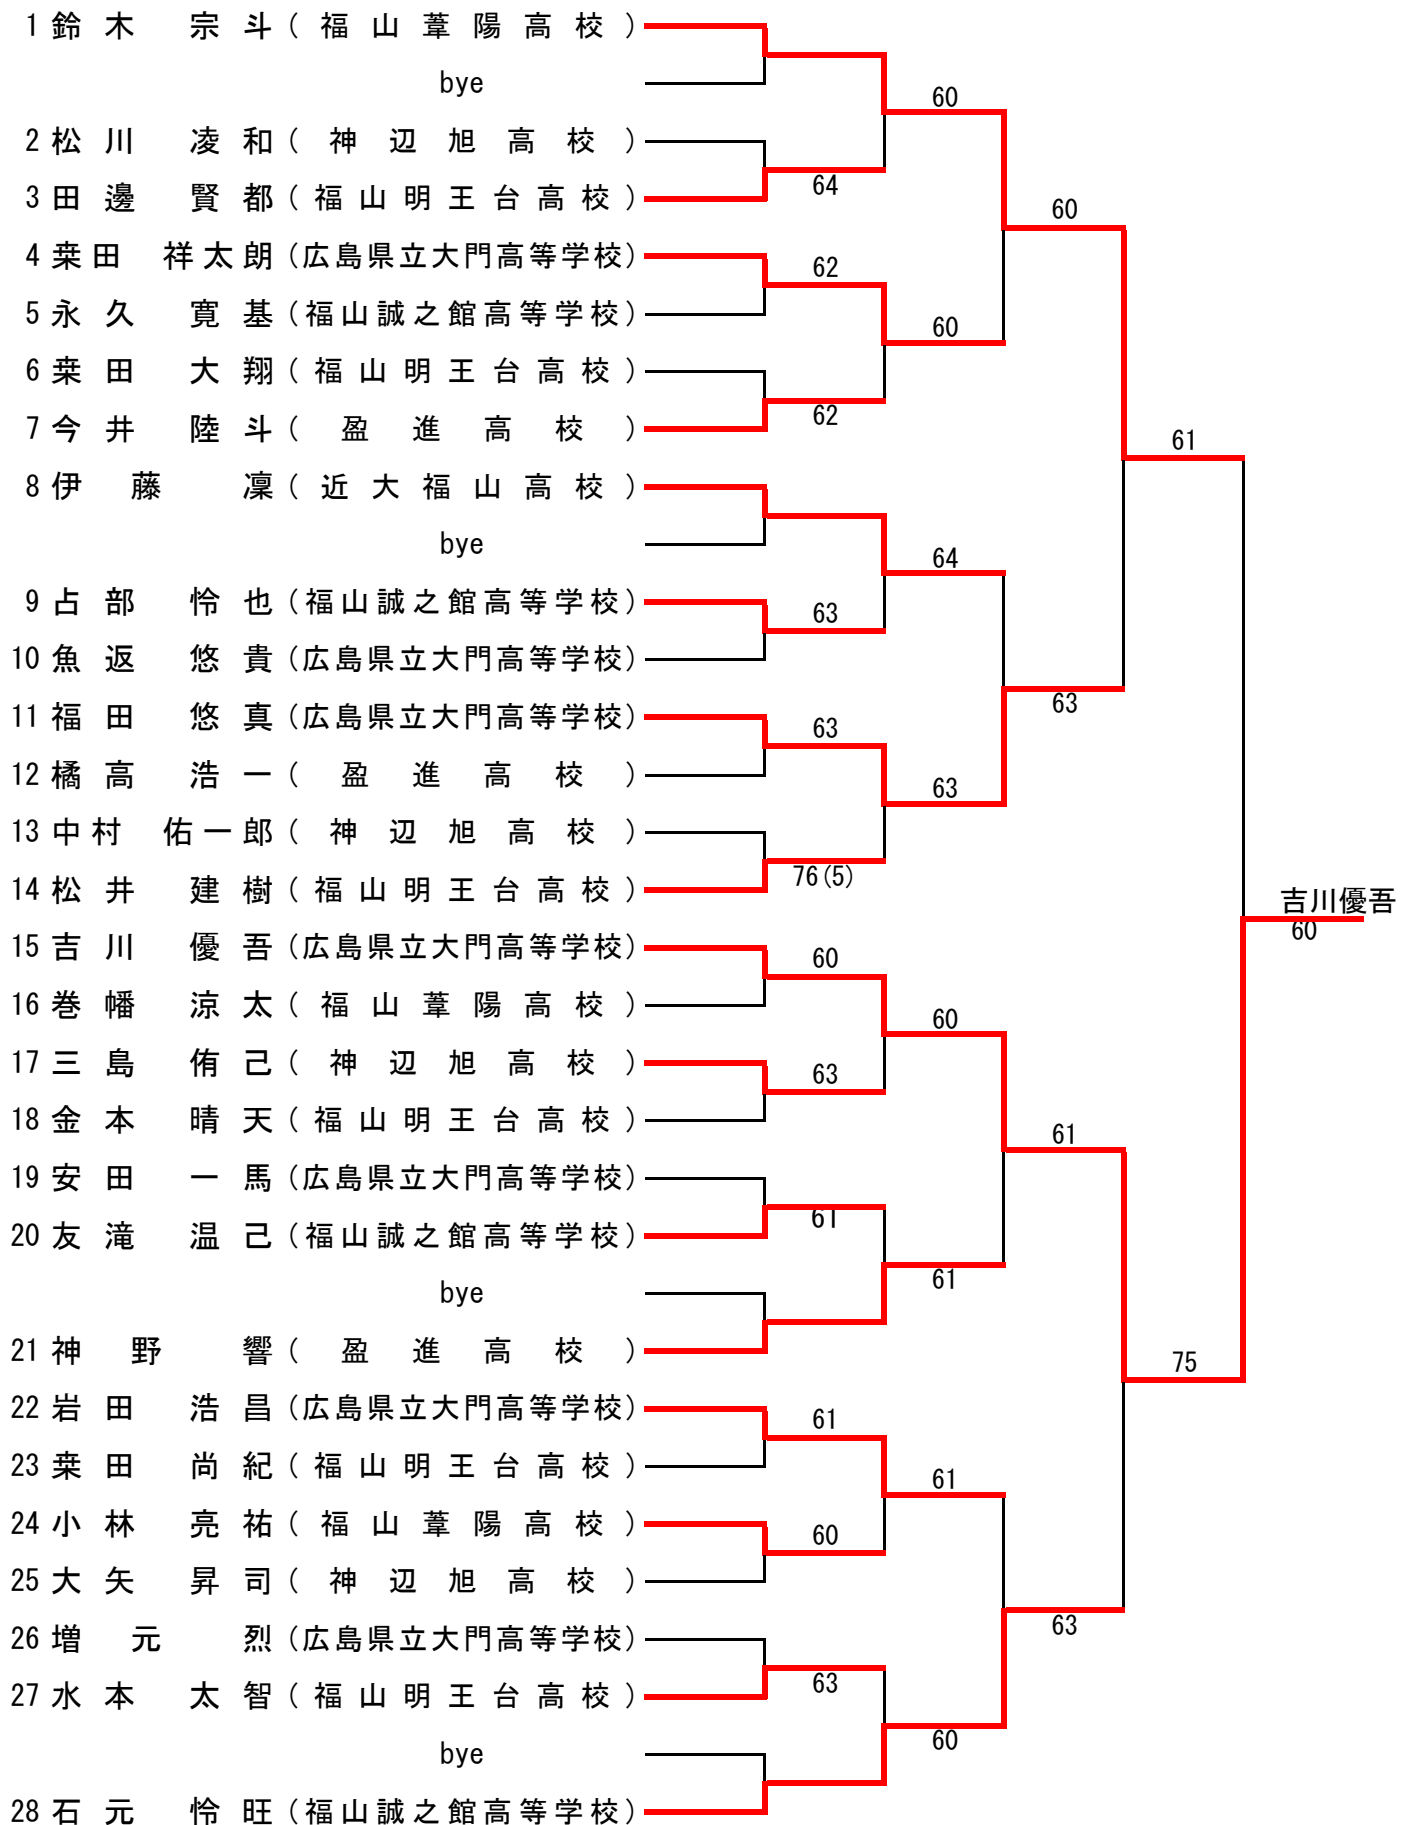 1 鈴木 宗斗 (福山葦陽高校)
bye
60
2 松川 凌和 (神辺旭高校)
3 田邊 賢都 (福山明王台高校)
64
60
4 桒田 祥太朗 (広島県立大門高等学校)
62
5 永久 寛基 (福山誠之館高等学校)
60
6 桒田 大翔 (福山明王台高校)
7 今井 陸斗 (盈進高校)
62
61
8 伊藤 凜 (近大福山高校)
bye
64
9 占部 怜也 (福山誠之館高等学校)
63
10 魚返 悠貴 (広島県立大門高等学校)
63
11 福田 悠真 (広島県立大門高等学校)
63
12 橘高 浩一 (盈進高校)
63
13 中村 佑一郎 (神辺旭高校)
14 松井 建樹 (福山明王台高校)
76(5)
吉川優吾
60
15 吉川 優吾 (広島県立大門高等学校)
60
16 巻幡 涼太 (福山葦陽高校)
60
17 三島 侑己 (神辺旭高校)
63
18 金本 晴天 (福山明王台高校)
61
19 安田 一馬 (広島県立大門高等学校)
20 友滝 温己 (福山誠之館高等学校)
61
bye
61
21 神野 響 (盈進高校)
75
22 岩田 浩昌 (広島県立大門高等学校)
61
23 桒田 尚紀 (福山明王台高校)
61
24 小林 亮祐 (福山葦陽高校)
60
25 大矢 昇司 (神辺旭高校)
63
26 増元 烈 (広島県立大門高等学校)
27 水本 太智 (福山明王台高校)
63
bye
60
28 石元 怜旺 (福山誠之館高等学校)